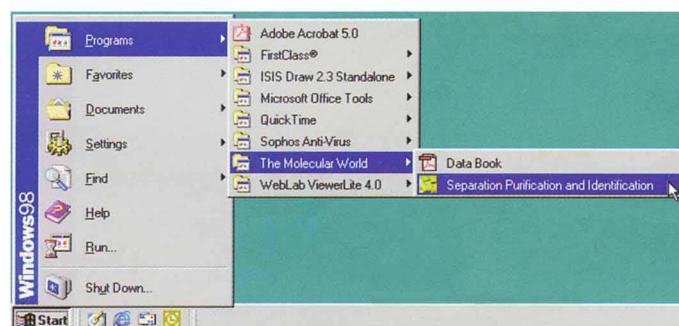 Programs
Favorites
Documents
Settings
Find
Help
Run...
Shut Down...
Windows98
Start
Adobe Acrobat 5.0
FirstClass®
ISIS Draw 2.3 Standalone
Microsoft Office Tools
QuickTime
Sophos Anti-Virus
The Molecular World
WebLab ViewerLite 4.0
Data Book
Separation Purification and Identification